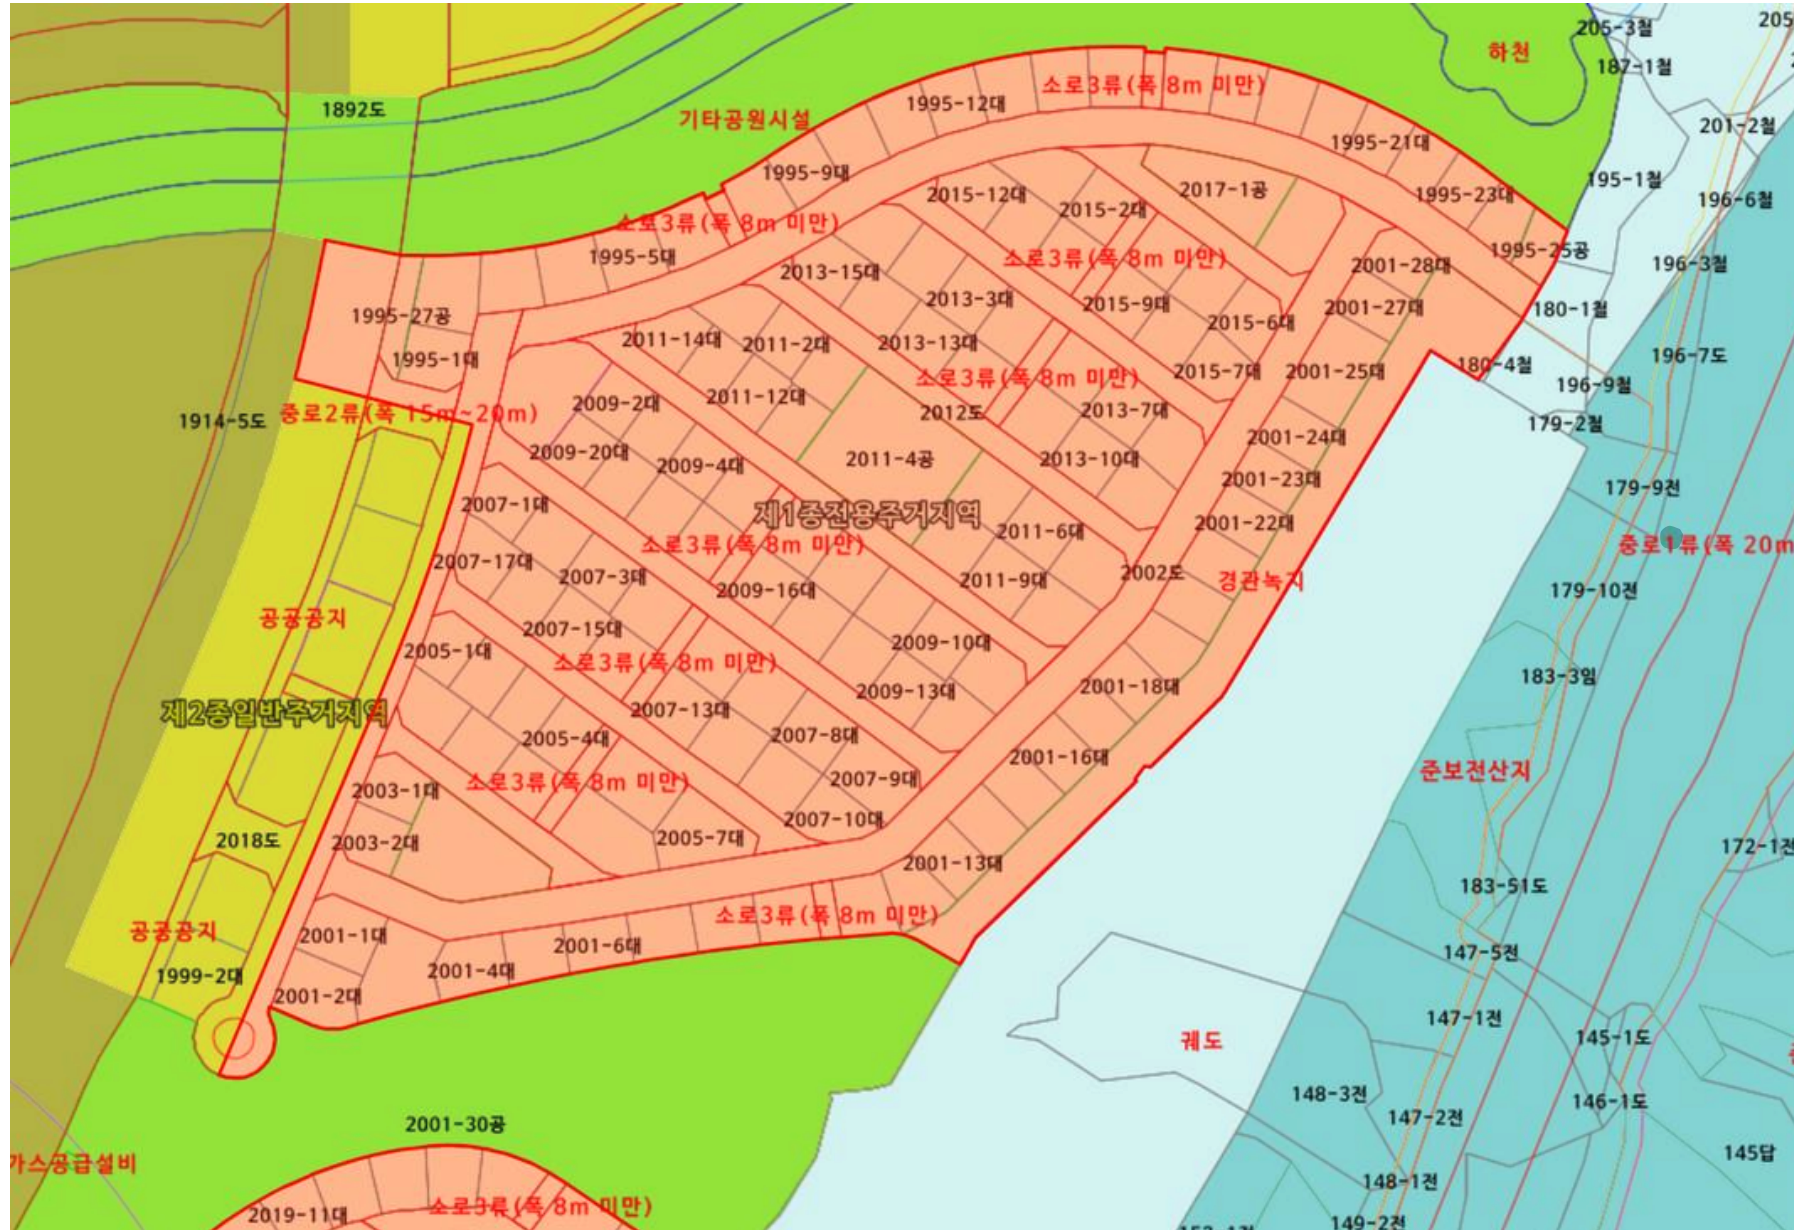 205-3철
205
하천
187-1철
소로3류(폭 8m 미만)
1995-12대
1892도
기타공원시설
201-2철
1995-21대
1995-9대
195-1철
1995-23대
196-6철
2017-1공
2015-12대
2015-2대
소로3류(폭 8m 미만)
1995-5대
1995-25공
소로3류(폭 8m 미만)
2001-28대
196-3철
2013-15대
2013-3대
2015-9대
2001-27대
180-1철
1995-27공
2015-6대
2011-14대
2011-2대
2013-13대
1995-1대
196-7도
180-4철
2015-7대
2001-25대
소로3류(폭 8m 미만)
196-9철
2011-12대
2009-2대
중로2류(폭 15m~20m)
2012도
2013-7대
1914-5도
179-2철
2001-24대
2009-20대
2009-4대
2011-4공
2013-10대
2001-23대
179-9전
2007-1대
제1종전용주거지역
2001-22대
2011-6대
소로3류(폭 8m 미만)
중로1류(폭 20m
2007-17대
2007-3대
2011-9대
2002도
경관녹지
2009-16대
179-10전
공공공지
2007-15대
2009-10대
2005-1대
소로3류(폭 8m 미만)
183-3임
2009-13대
2001-18대
제2종일반주거지역
2007-13대
2005-4대
2007-8대
2001-16대
준보전산지
2007-9대
소로3류(폭 8m 미만)
2003-1대
2007-10대
2018도
2003-2대
2005-7대
172-1전
2001-13대
183-51도
소로3류(폭 8m 미만)
공공공지
2001-1대
2001-6대
147-5전
2001-4대
1999-2대
2001-2대
147-1전
145-1도
궤도
148-3전
146-1도
147-2전
2001-30공
145답
가스공급설비
148-1전
소로3류(폭 8m 미만)
2019-11대
149-2전